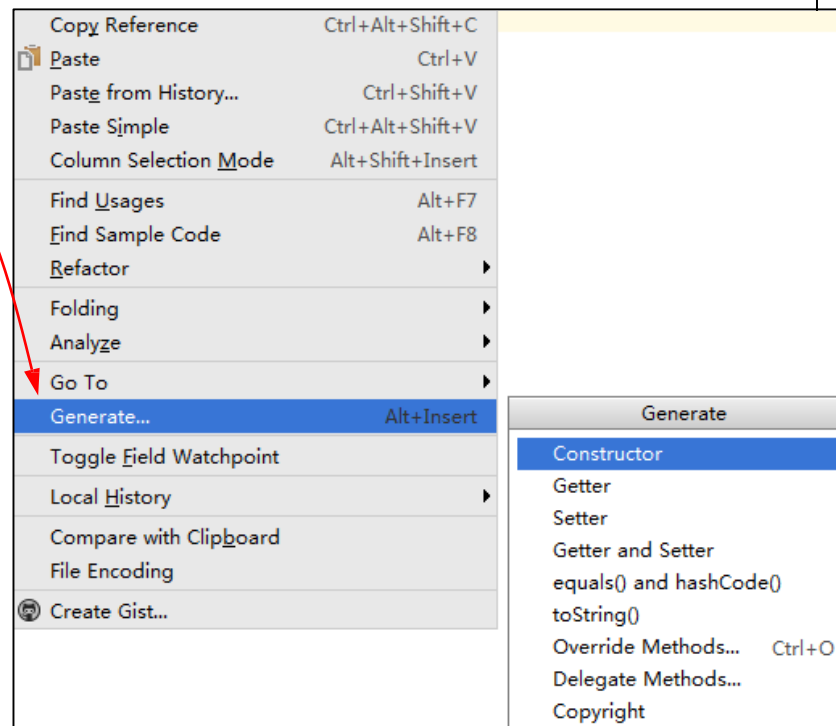 Copy Reference Ctrl+Alt+Shift+C
Paste Ctrl+V
Paste from History... Ctrl+Shift+V
Paste Simple Ctrl+Alt+Shift+V
Column Selection Mode Alt+Shift+Insert
Find Usages Alt+F7
Find Sample Code Alt+F8
Refactor
Folding
Analyze
Go To
Generate... Alt+Insert
Toggle Field Watchpoint
Local History
Compare with Clipboard
File Encoding
Create Gist...
Generate
Constructor
Getter
Setter
Getter and Setter
equals() and hashCode()
toString()
Override Methods... Ctrl+O
Delegate Methods...
Copyright